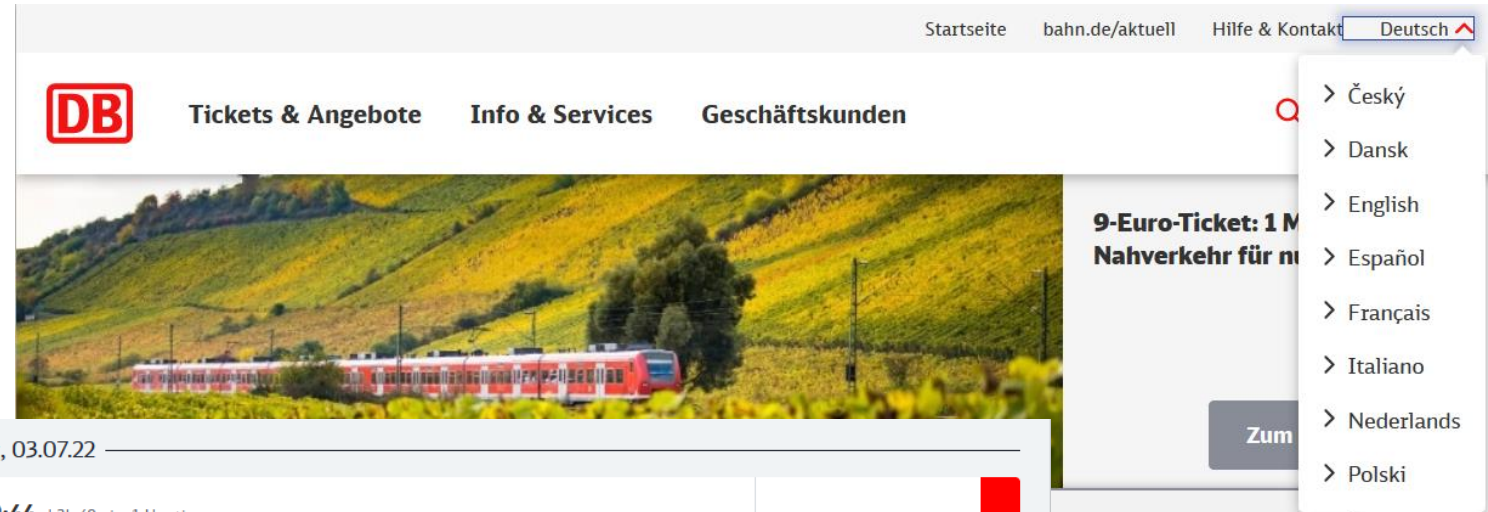 Startseite bahn.de/aktuell Hilfe & Kontakt Deutsch
DB Tickets & Angebote Info & Services Geschäftskunden
Český
Dansk
English
Español
Français
Italiano
Nederlands
Polski
9-Euro-Ticket: 1
Nahverkehr für
Zum
, 03.07.22